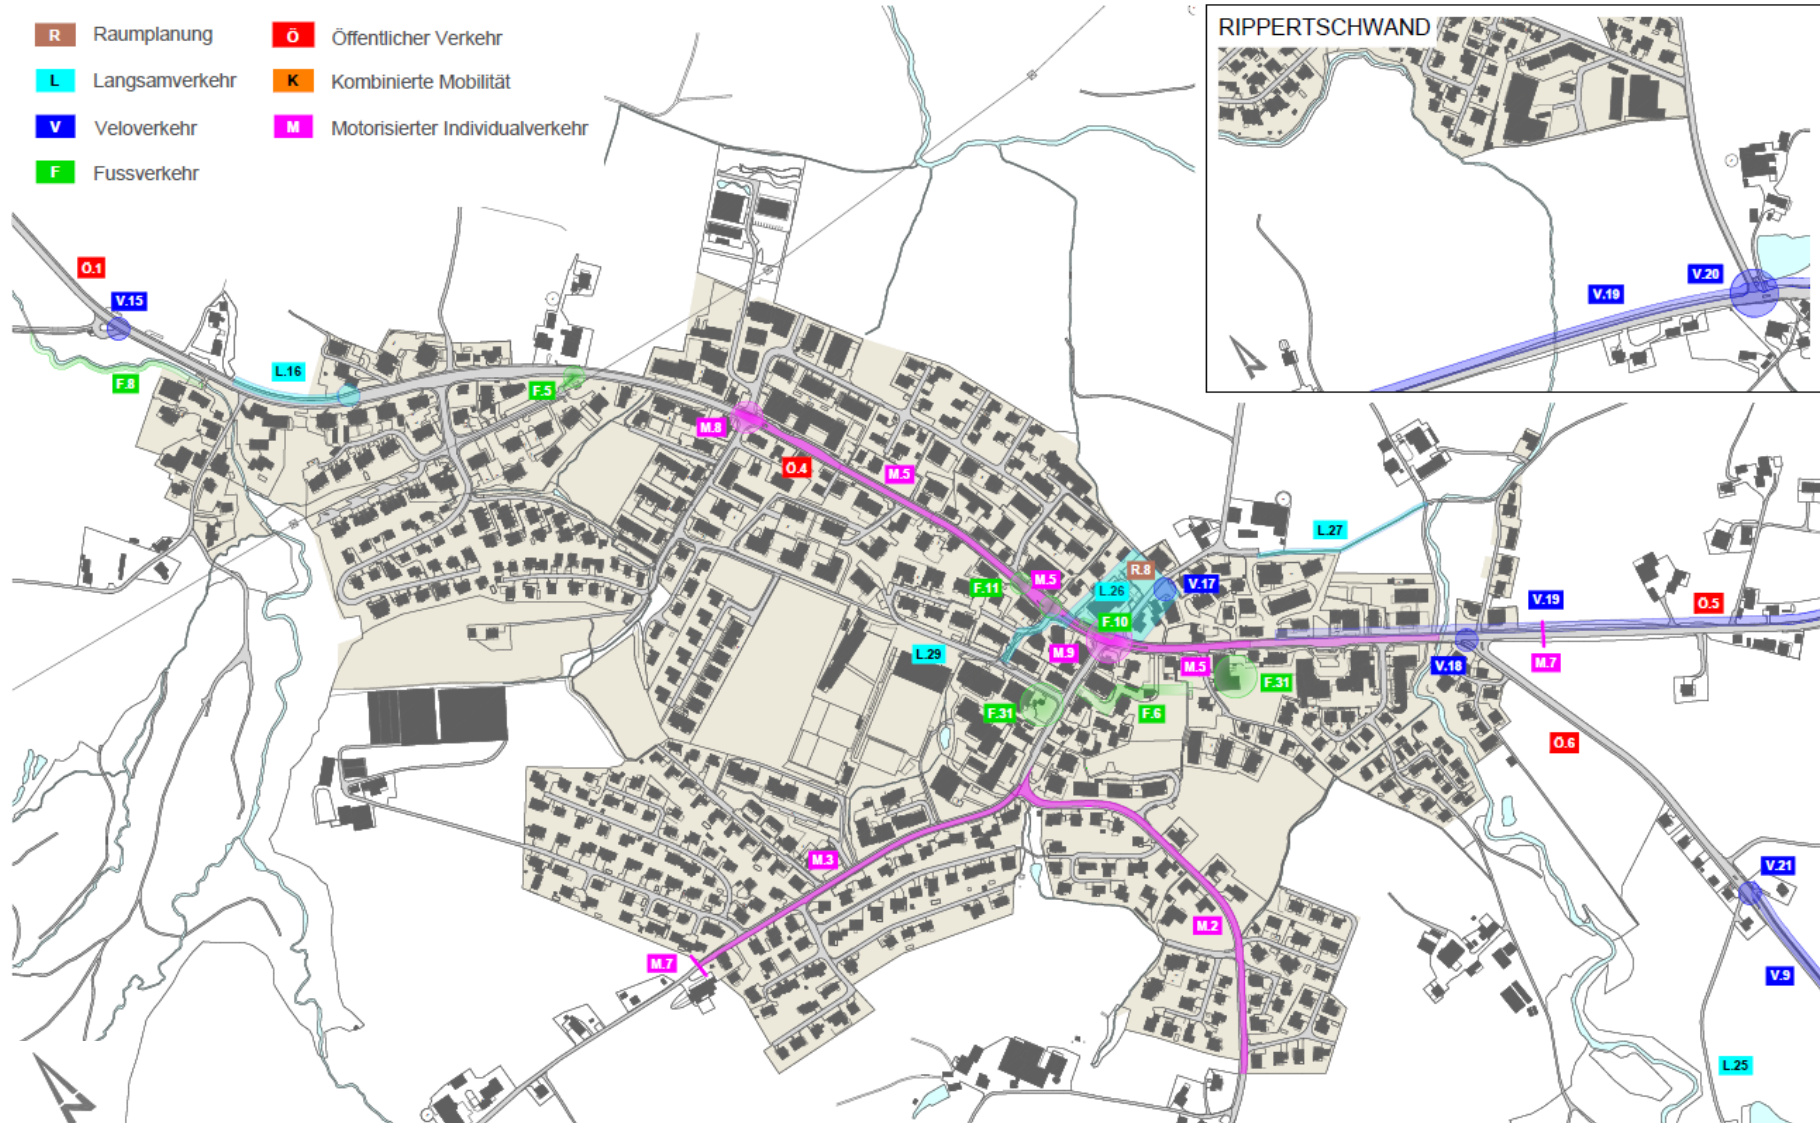 R Raumplanung
Ö Öffentlicher Verkehr
L Langsamverkehr
K Kombinierte Mobilität
V Veloverkehr
M Motorisierter Individualverkehr
F Fussverkehr
RIPPERTSCHWAND
V.20
V.19
Ö.1
V.15
L.16
F.8
F.5
M.8
Ö.4
M.5
L.27
R.8
M.5
F.11
L.26
V.17
V.19
Ö.5
F.10
M.9
L.29
M.5
V.18
M.7
F.31
F.31
F.6
Ö.6
M.3
V.21
M.2
M.7
V.9
L.25